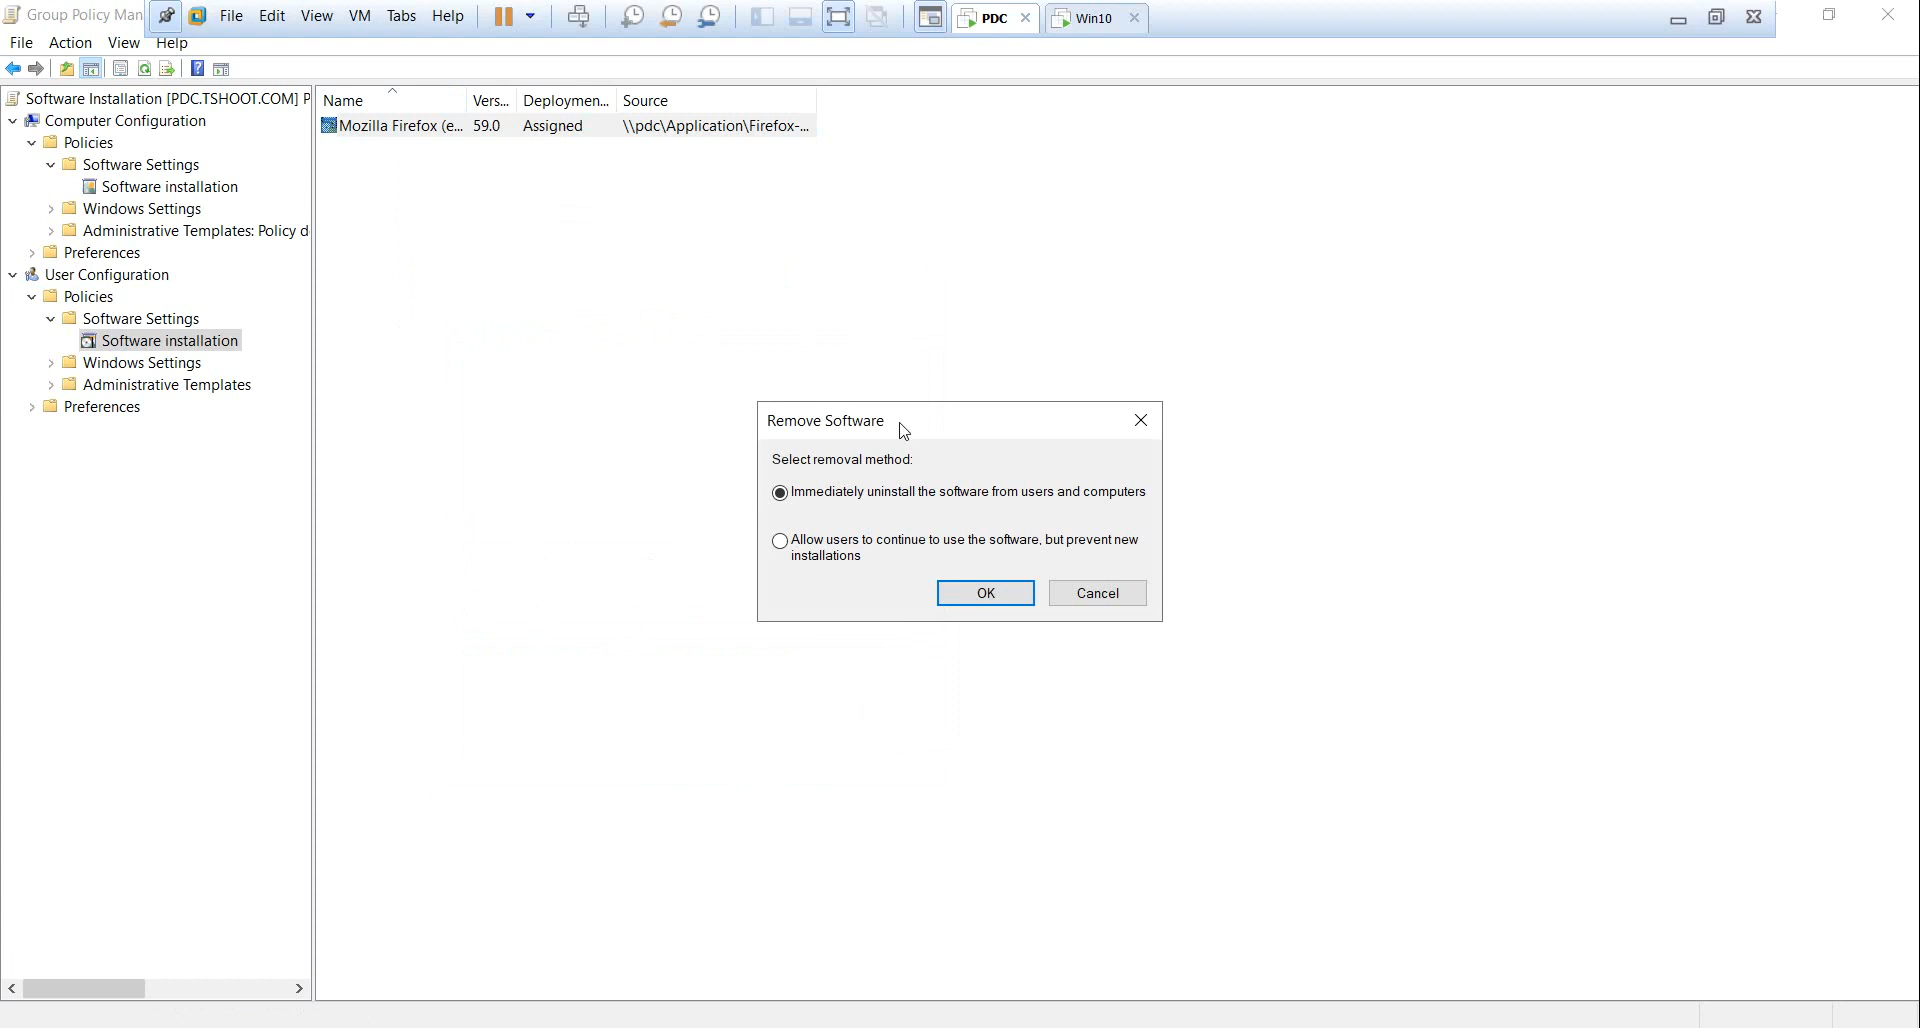 Group Policy Man
File Edit View VM Tabs Help
PDC
Win10
File Action View Help
Software Installation [PDC.TSHOOT.COM] P
Computer Configuration
Policies
Software Settings
Software installation
Windows Settings
Administrative Templates: Policy d
Preferences
User Configuration
Policies
Software Settings
Software installation
Windows Settings
Administrative Templates
Preferences
Name Vers... Deploymen... Source
Mozilla Firefox (e... 59.0 Assigned \\pdc\Application\Firefox-...
Remove Software
Select removal method:
Immediately uninstall the software from users and computers
Allow users to continue to use the software, but prevent new
installations
OK Cancel